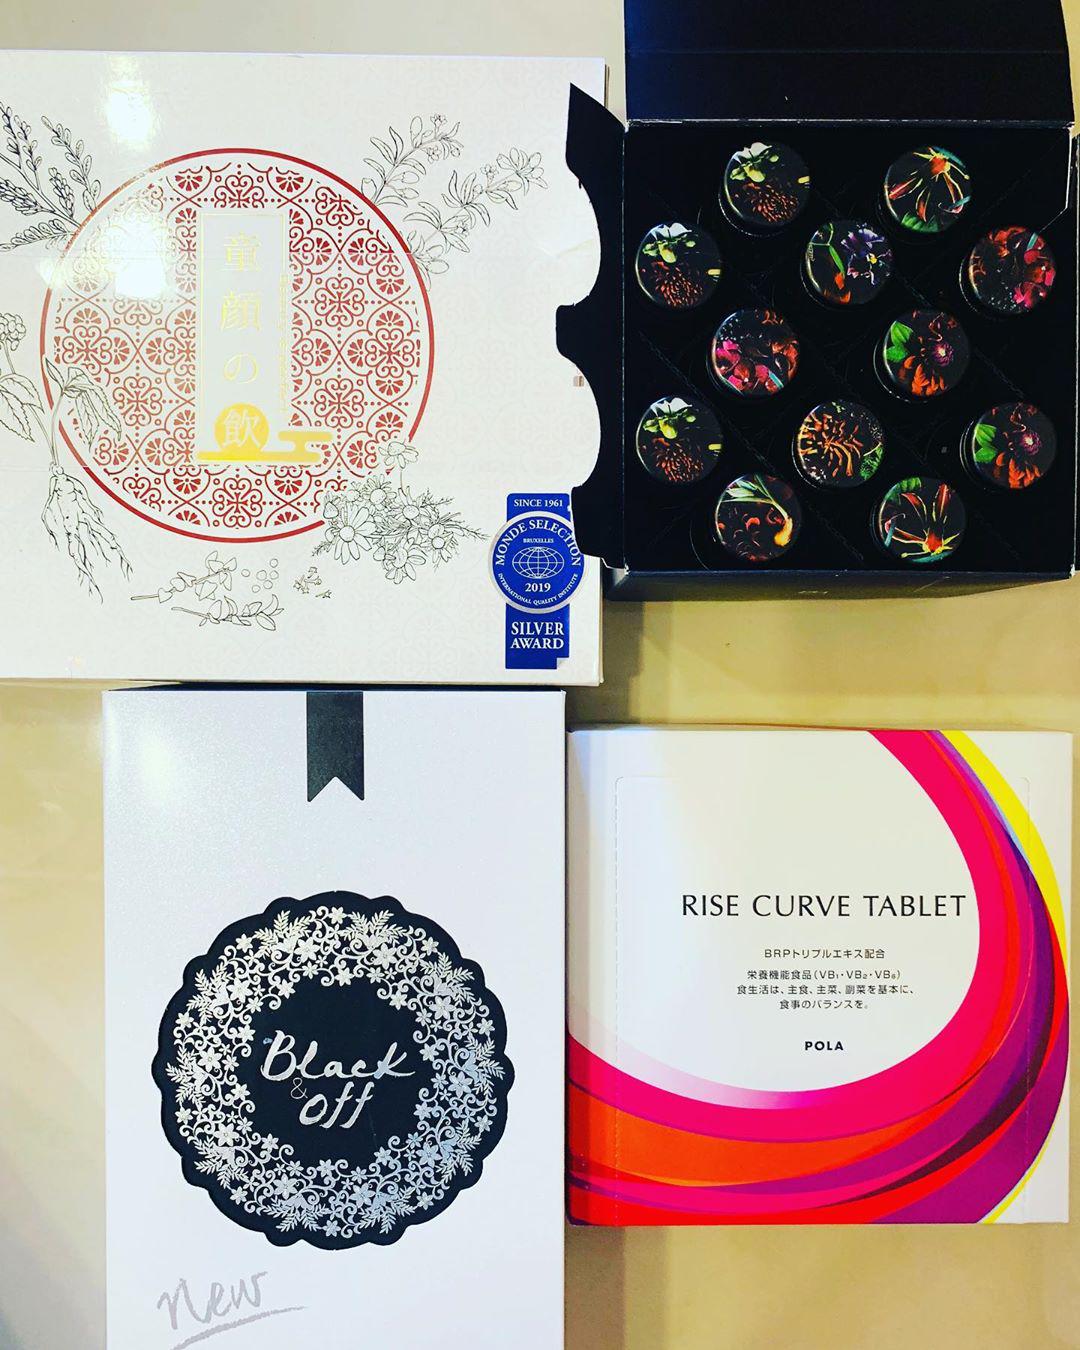 童顔の飲
SINCE 1961
MONDE SELECTION
BRUXELLES
2019
INTERNATIONAL QUALITY INSTITUTE
SILVER
AWARD
Black
&
off
new
RISE CURVE TABLET
BRPトリプルエキス配合
栄養機能食品(VB₁・VB₂・VB₆)
食生活は、主食、主菜、副菜を基本に、
食事のバランスを。
POLA